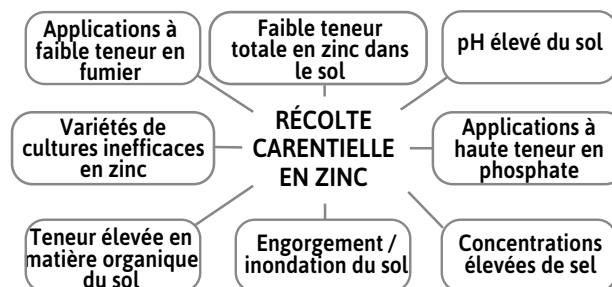 Applications à
faible teneur en
fumier
Faible teneur
totale en zinc dans
le sol
pH élevé du sol
Variétés de
cultures inefficaces
en zinc
RÉCOLTE
CARENTIELLE
EN ZINC
Applications à
haute teneur en
phosphate
Teneur élevée en
matière organique
du sol
Engorgement /
inondation du sol
Concentrations
élevées de sel